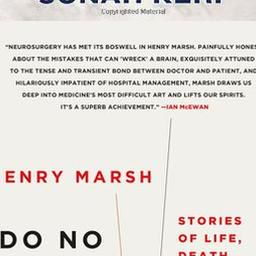 Copyrighted Material
"NEUROSURGERY HAS MET ITS BOSWELL IN HENRY MARSH. PAINFULLY HONES
ABOUT THE MISTAKES THAT CAN 'WRECK' A BRAIN, EXQUISITELY ATTUNED
TO THE TENSE AND TRANSIENT BOND BETWEEN DOCTOR AND PATIENT, AND
HILARIOUSLY IMPATIENT OF HOSPITAL MANAGEMENT, MARSH DRAWS US
DEEP INTO MEDICINE'S MOST DIFFICULT ART AND LIFTS OUR SPIRITS.
IT'S A SUPERB ACHIEVEMENT." —IAN McEWAN
ENRY MARSH
DO NO
STORIES
OF LIFE,
DEATH,